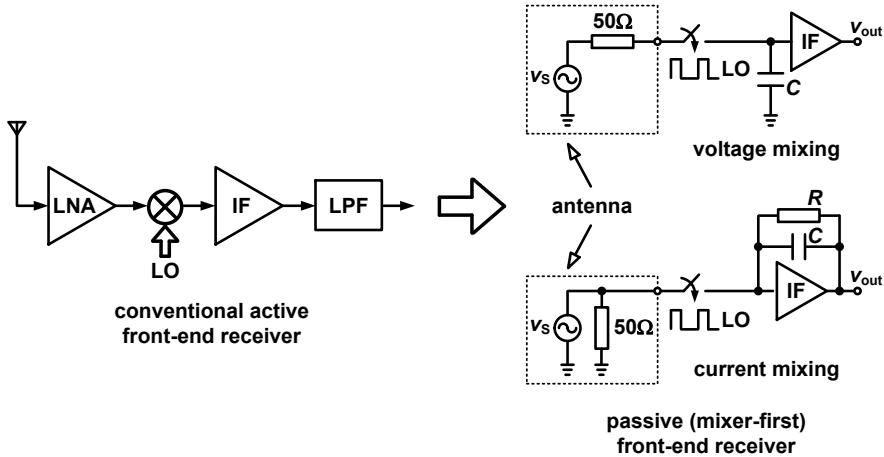 LNA
IF
LPF
LO
conventional active
front-end receiver
50Ω
vS
LO
C
IF
vout
voltage mixing
antenna
vS
50Ω
LO
R
C
IF
vout
current mixing
passive (mixer-first)
front-end receiver